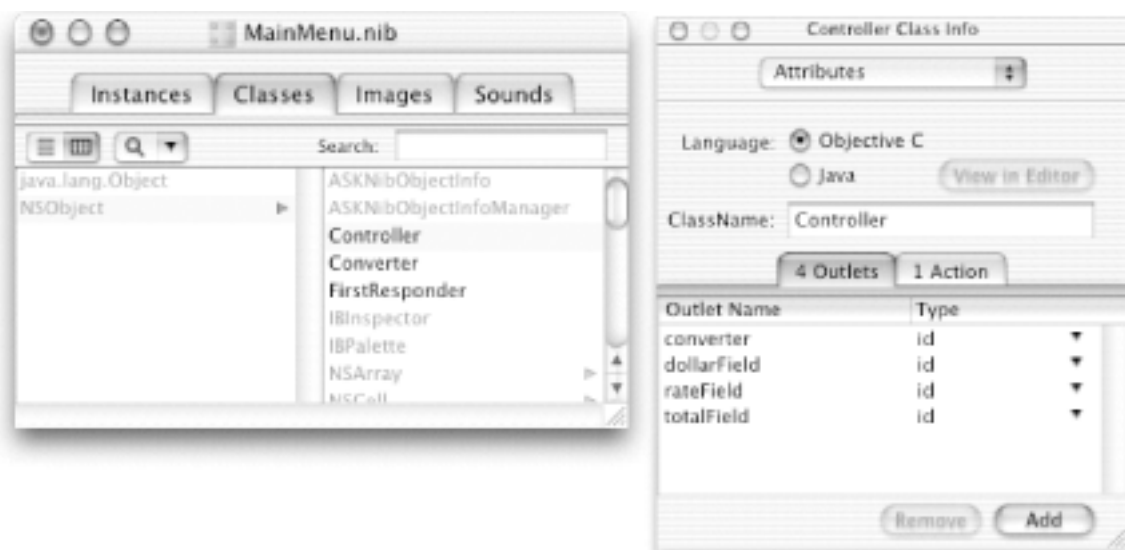 MainMenu.nib
Instances Classes Images Sounds
Search:
java.lang.Object
NSObject
ASKNibObjectInfo
ASKNibObjectInfoManager
Controller
Converter
FirstResponder
IBInspector
IBPalette
NSArray
NSCell
Controller Class Info
Attributes
Language: Objective C
Java View in Editor
ClassName: Controller
4 Outlets 1 Action
Outlet Name Type
converter id
dollarField id
rateField id
totalField id
Remove Add